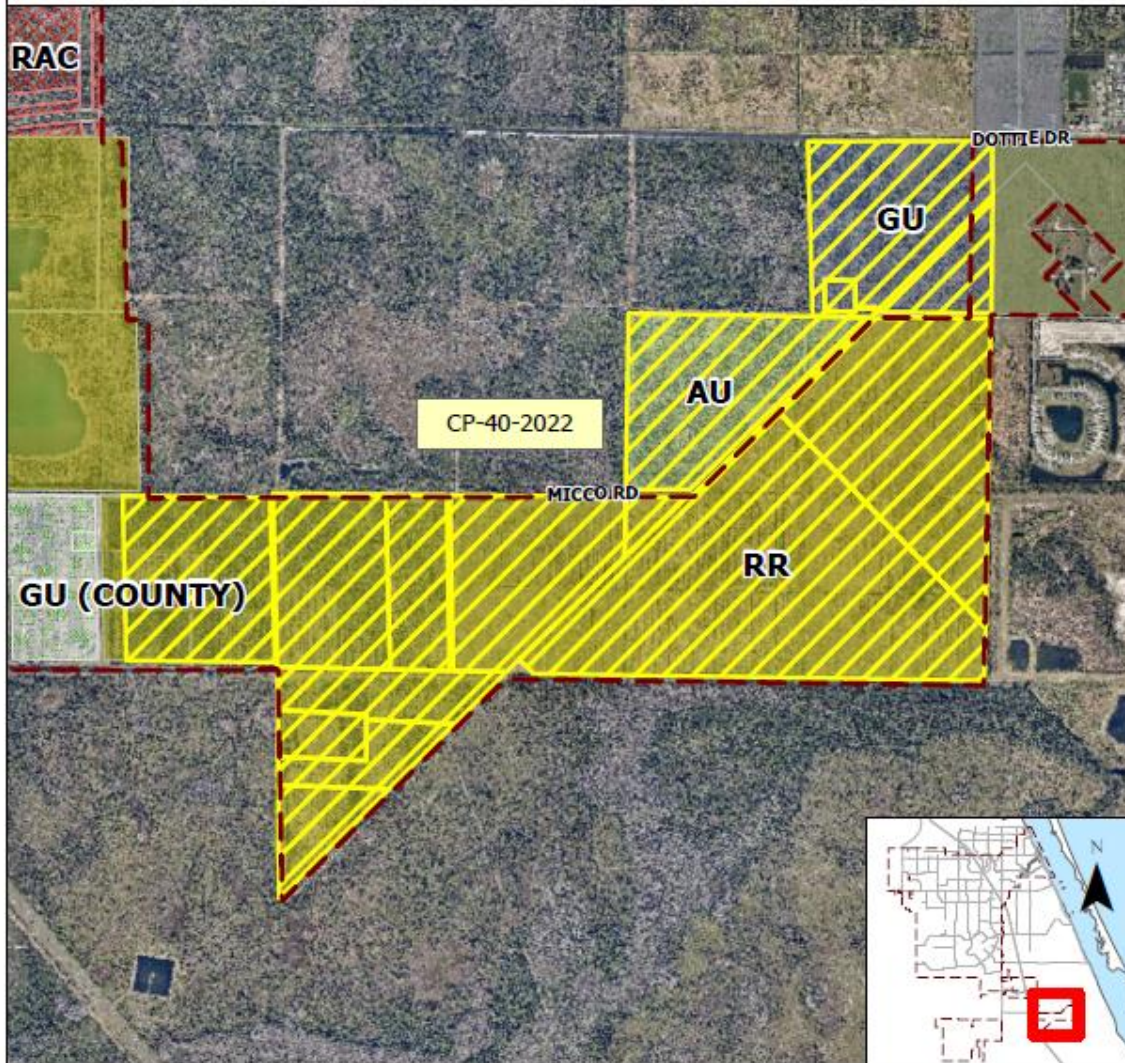 RAC
DOTTIE DR
GU
AU
CP-40-2022
MICCO RD
RR
GU (COUNTY)
N